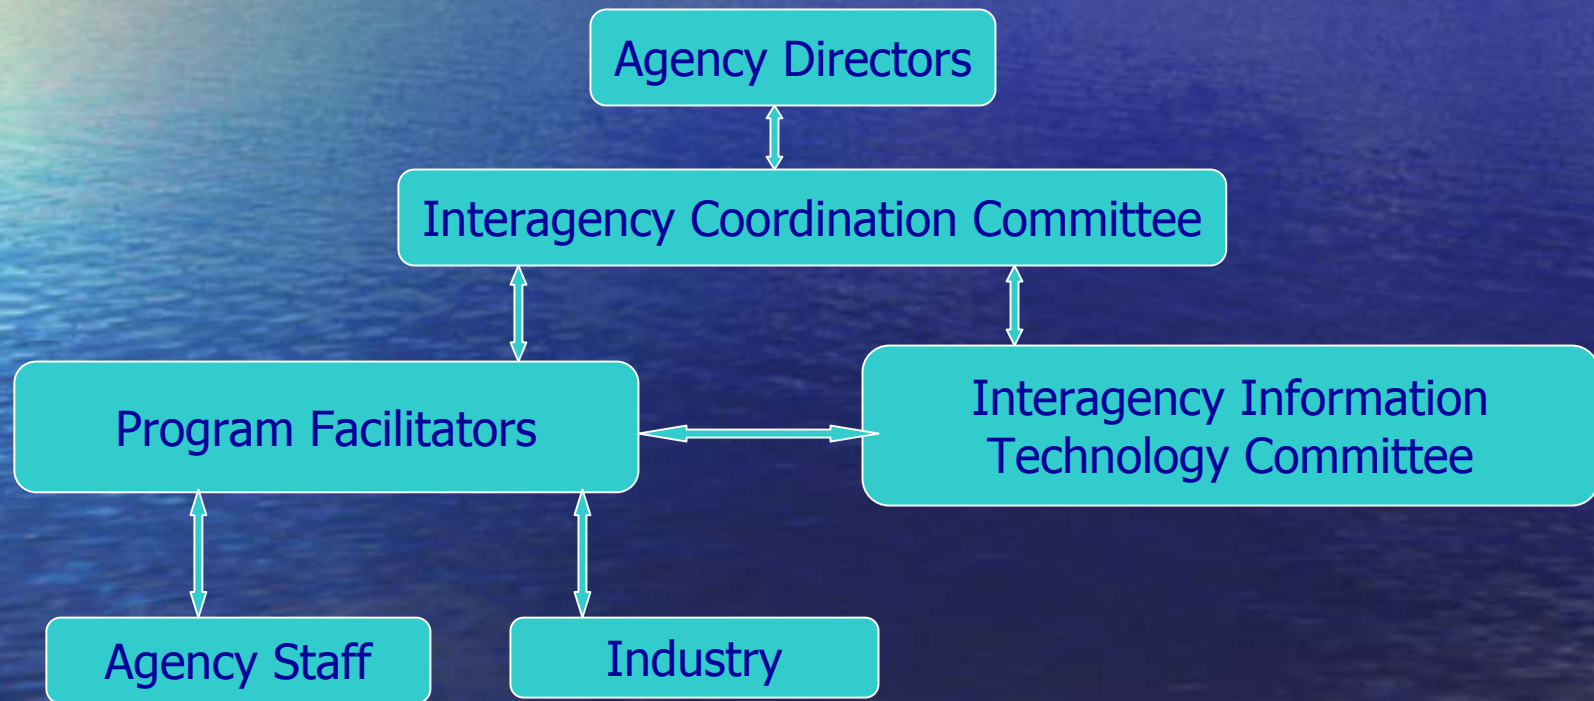 Agency Directors
Interagency Coordination Committee
Program Facilitators
Interagency Information
Technology Committee
Agency Staff
Industry